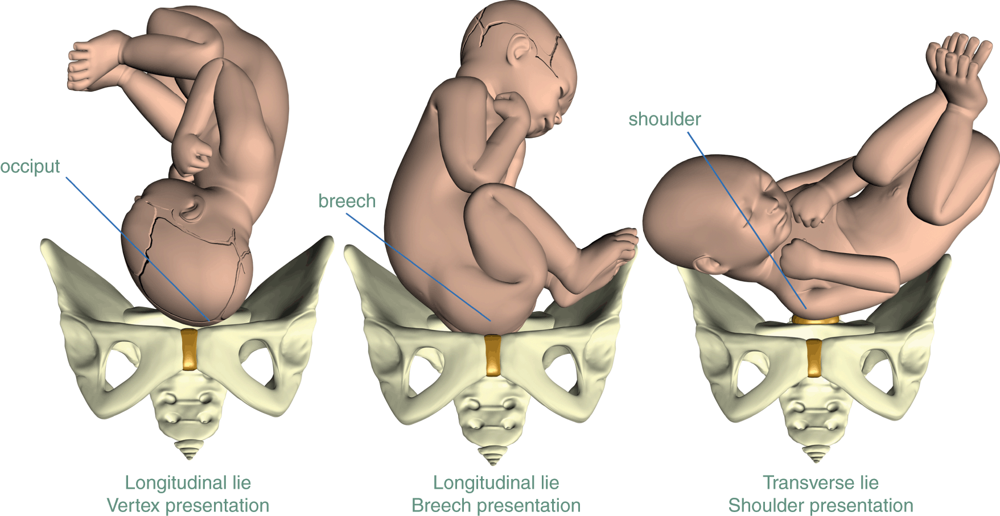 occiput
breech
shoulder
Longitudinal lie
Vertex presentation
Longitudinal lie
Breech presentation
Transverse lie
Shoulder presentation